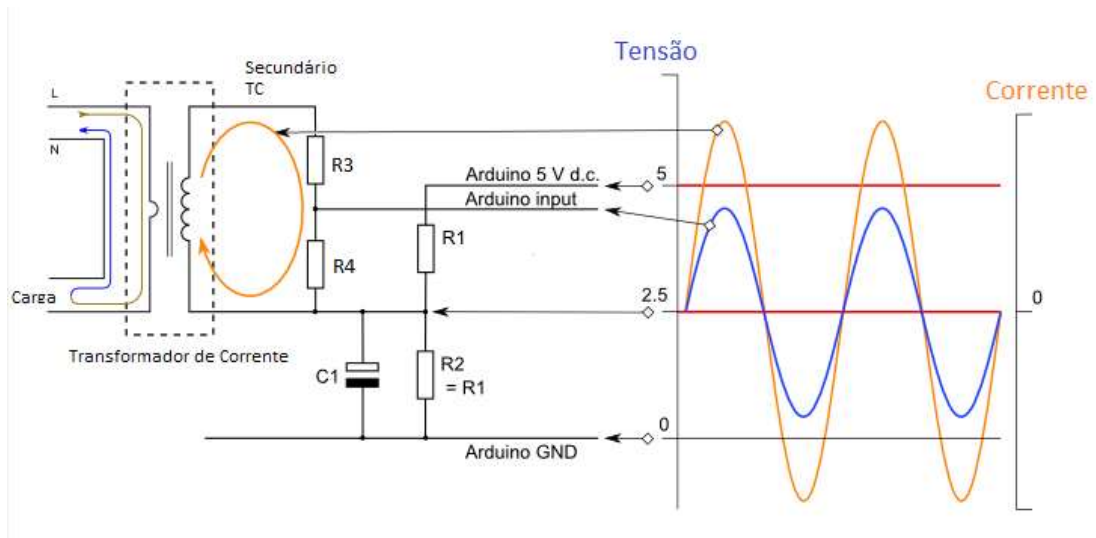 Tensão
Secundário
TC
Corrente
L
N
R3
Arduino 5 V d.c.
5
Arduino input
R1
R4
Carga
2.5
0
Transformador de Corrente
C1
R2
= R1
0
Arduino GND